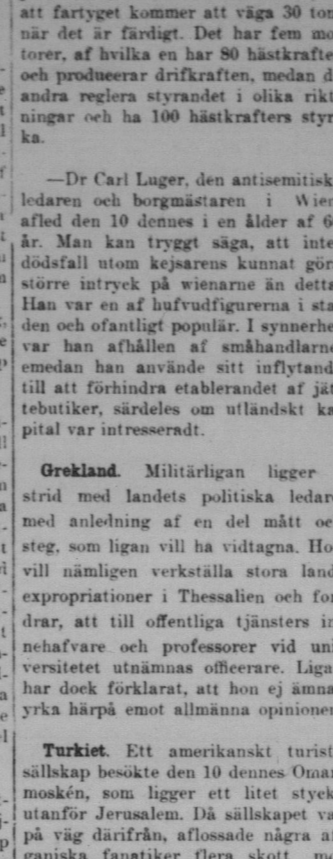 att fartyget kommer att väga 30 ton
när det är färdigt. Det har fem mo
torer, af hvilka en har 80 hästkrafte
och produeerar drifkraften, medan d
andra reglera styrandet i olika rikt
ningar och ha 100 hästkrafters styr
ka.
—Dr Carl Luger, den antisemitisk
ledaren och borgmästaren i Wien
afled den 10 dennes i en ålder af 6
år. Man kan tryggt säga, att inte
dödsfall utom kejsarens kunnat gör
större intryck på wienarne än detta
Han var en af hufvudfigurerna i sta
den och ofantligt populär. I synnerhe
var han afhållen af småhandlarne
emedan han använde sitt inflytand
till att förhindra etablerandet af jät
tebutiker, särdeles om utländskt ka
pital var intresseradt.
Grekland. Militärligan ligger
strid med landets politiska ledare
med anledning af en del mått oc
steg, som ligan vill ha vidtagna. Ho
vill nämligen verkställa stora land
expropriationer i Thessalien och for
drar, att till offentliga tjänsters in
nehafvare och professorer vid uni
versitetet utnämnas officerare. Liga
har dock förklarat, att hon ej ämna
yrka härpå emot allmänna opinionen
Turkiet. Ett amerikanskt turist
sällskap besökte den 10 dennes Omar
moskén, som ligger ett litet styck
utanför Jerusalem. Då sällskapet va
på väg därifrån, aflossade några a
ganiska fanatiker flera skott